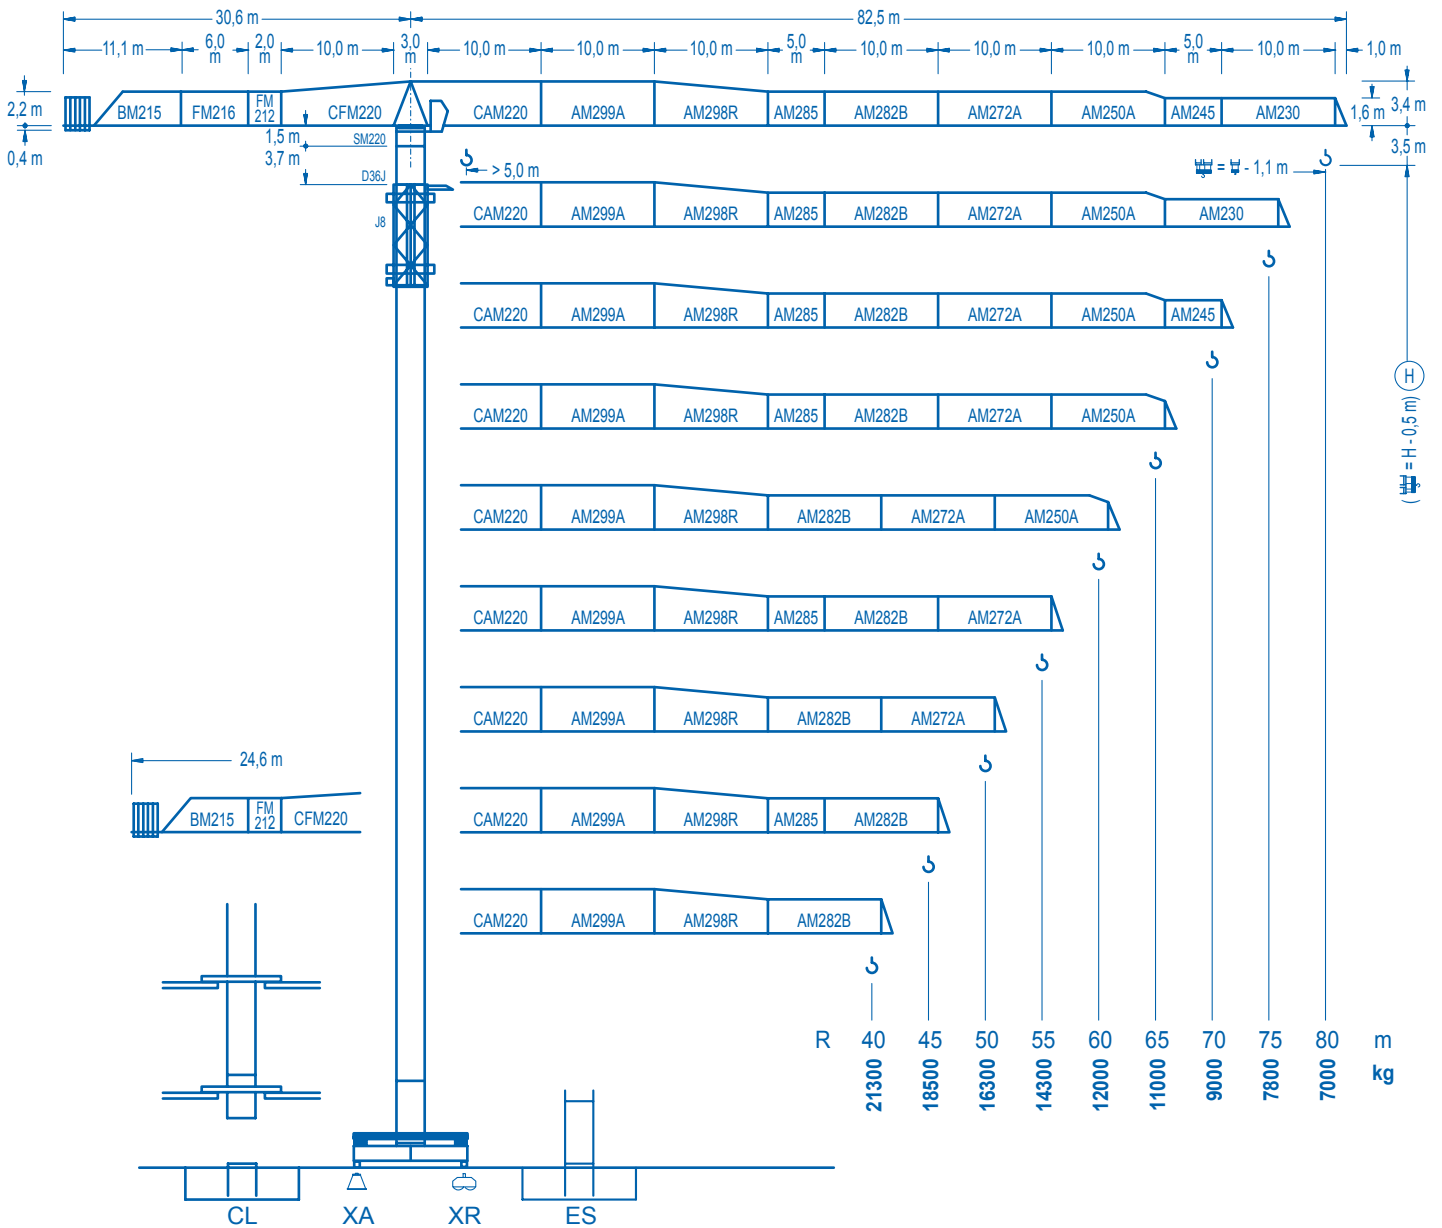 30,6 m 82,5 m
11,1 m 6,0 m 2,0 m 10,0 m 3,0 m 10,0 m 10,0 m 10,0 m 5,0 m 10,0 m 10,0 m 10,0 m 5,0 m 10,0 m 1,0 m
2,2 m BM215 FM216 FM 212 CFM220 CAM220 AM299A AM298R AM285 AM282B AM272A AM250A AM245 AM230 1,6 m 3,4 m
0,4 m 1,5 m SM220 3,5 m
3,7 m D36J > 5,0 m = - 1,1 m
J8 CAM220 AM299A AM298R AM285 AM282B AM272A AM250A AM230
CAM220 AM299A AM298R AM285 AM282B AM272A AM250A AM245
H
( = H - 0,5 m)
CAM220 AM299A AM298R AM285 AM282B AM272A AM250A
CAM220 AM299A AM298R AM282B AM272A AM250A
CAM220 AM299A AM298R AM285 AM282B AM272A
CAM220 AM299A AM298R AM282B AM272A
24,6 m
BM215 FM 212 CFM220 CAM220 AM299A AM298R AM285 AM282B
CAM220 AM299A AM298R AM282B
R 40 45 50 55 60 65 70 75 80 m
21300 18500 16300 14300 12000 11000 9000 7800 7000 kg
CL XA XR ES